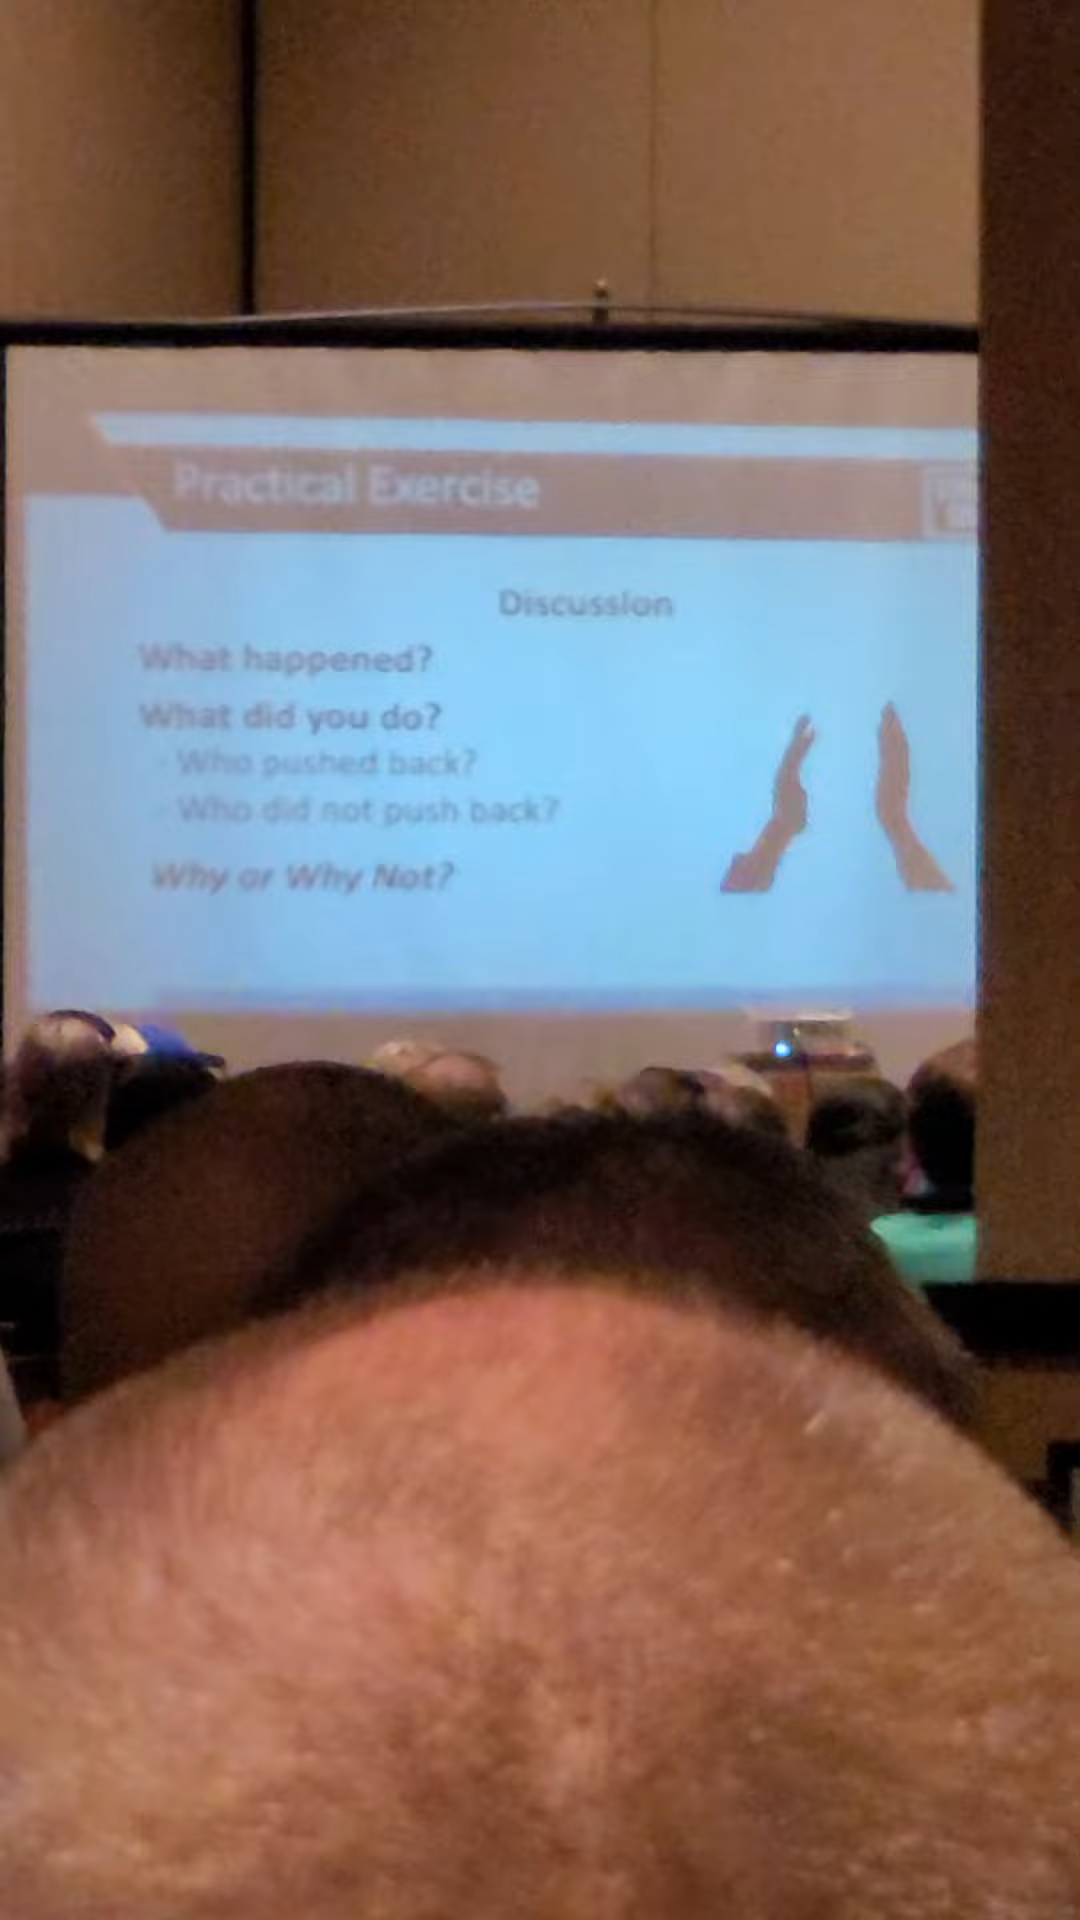 Practical Exercise
Discussion
What happened?
What did you do?
- Who pushed back?
- Who did not push back?
Why or Why Not?